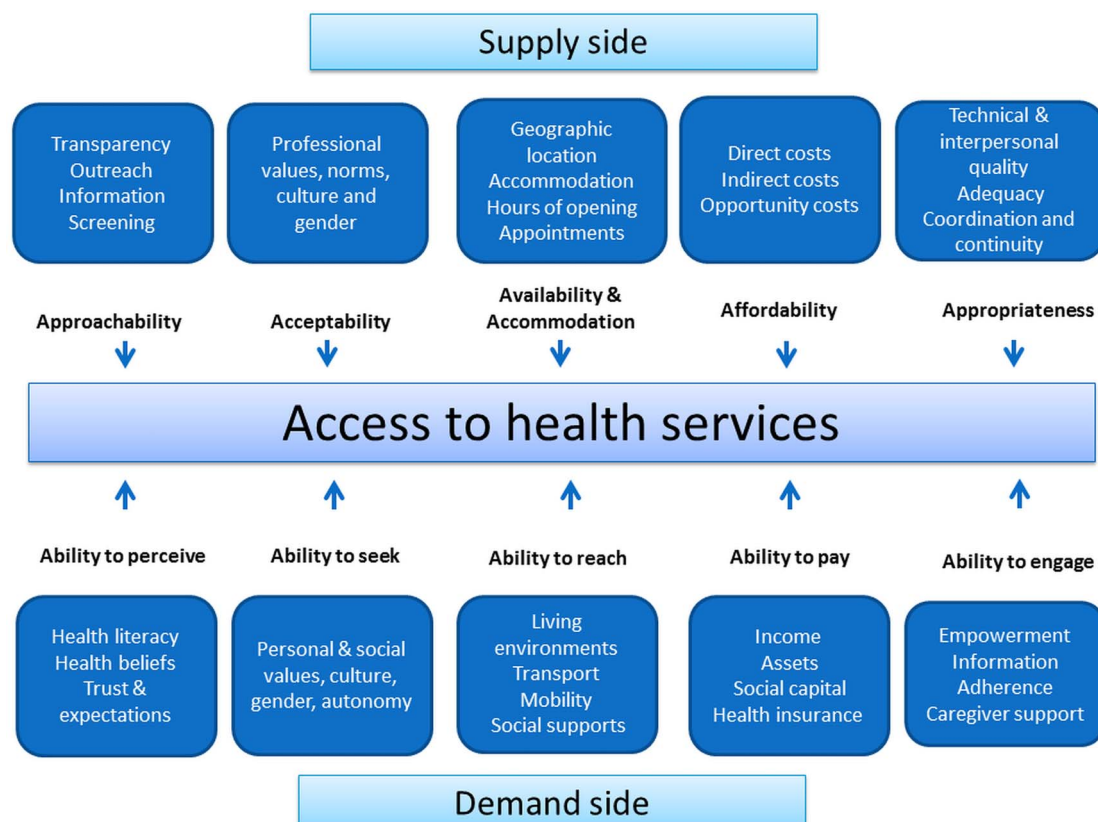 Supply side
Transparency
Outreach
Information
Screening
Professional
values, norms,
culture and
gender
Geographic
location
Accommodation
Hours of opening
Appointments
Direct costs
Indirect costs
Opportunity costs
Technical &
interpersonal
quality
Adequacy
Coordination and
continuity
Approachability
Acceptability
Availability &
Accommodation
Affordability
Appropriateness
Access to health services
Ability to perceive
Ability to seek
Ability to reach
Ability to pay
Ability to engage
Health literacy
Health beliefs
Trust &
expectations
Personal & social
values, culture,
gender, autonomy
Living
environments
Transport
Mobility
Social supports
Income
Assets
Social capital
Health insurance
Empowerment
Information
Adherence
Caregiver support
Demand side